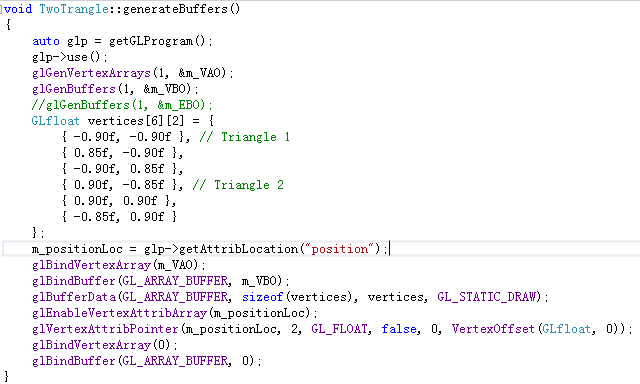 void TwoTrangle::generateBuffers()
{
    auto glp = getGLProgram();
    glp->use();
    glGenVertexArrays(1, &m_VAO);
    glGenBuffers(1, &m_VBO);
    //glGenBuffers(1, &m_EBO);
    GLfloat vertices[6][2] = {
        { -0.90f, -0.90f }, // Triangle 1
        { 0.85f, -0.90f },
        { -0.90f, 0.85f },
        { 0.90f, -0.85f }, // Triangle 2
        { 0.90f, 0.90f },
        { -0.85f, 0.90f }
    };
    m_positionLoc = glp->getAttribLocation("position");
    glBindVertexArray(m_VAO);
    glBindBuffer(GL_ARRAY_BUFFER, m_VBO);
    glBufferData(GL_ARRAY_BUFFER, sizeof(vertices), vertices, GL_STATIC_DRAW);
    glEnableVertexAttribArray(m_positionLoc);
    glVertexAttribPointer(m_positionLoc, 2, GL_FLOAT, false, 0, VertexOffset(GLfloat, 0));
    glBindVertexArray(0);
    glBindBuffer(GL_ARRAY_BUFFER, 0);
}